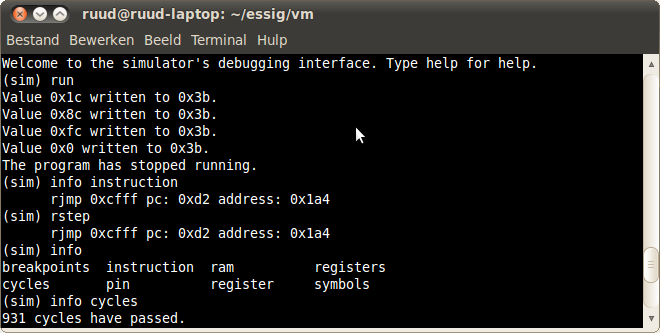 ruud@ruud-laptop: ~/essig/vm
Bestand Bewerken Beeld Terminal Hulp
Welcome to the simulator's debugging interface. Type help for help.
(sim) run
Value 0x1c written to 0x3b.
Value 0x8c written to 0x3b.
Value 0xfc written to 0x3b.
Value 0x0 written to 0x3b.
The program has stopped running.
(sim) info instruction
      rjmp 0xcfff pc: 0xd2 address: 0x1a4
(sim) rstep
      rjmp 0xcfff pc: 0xd2 address: 0x1a4
(sim) info
breakpoints  instruction  ram          registers
cycles       pin          register     symbols
(sim) info cycles
931 cycles have passed.